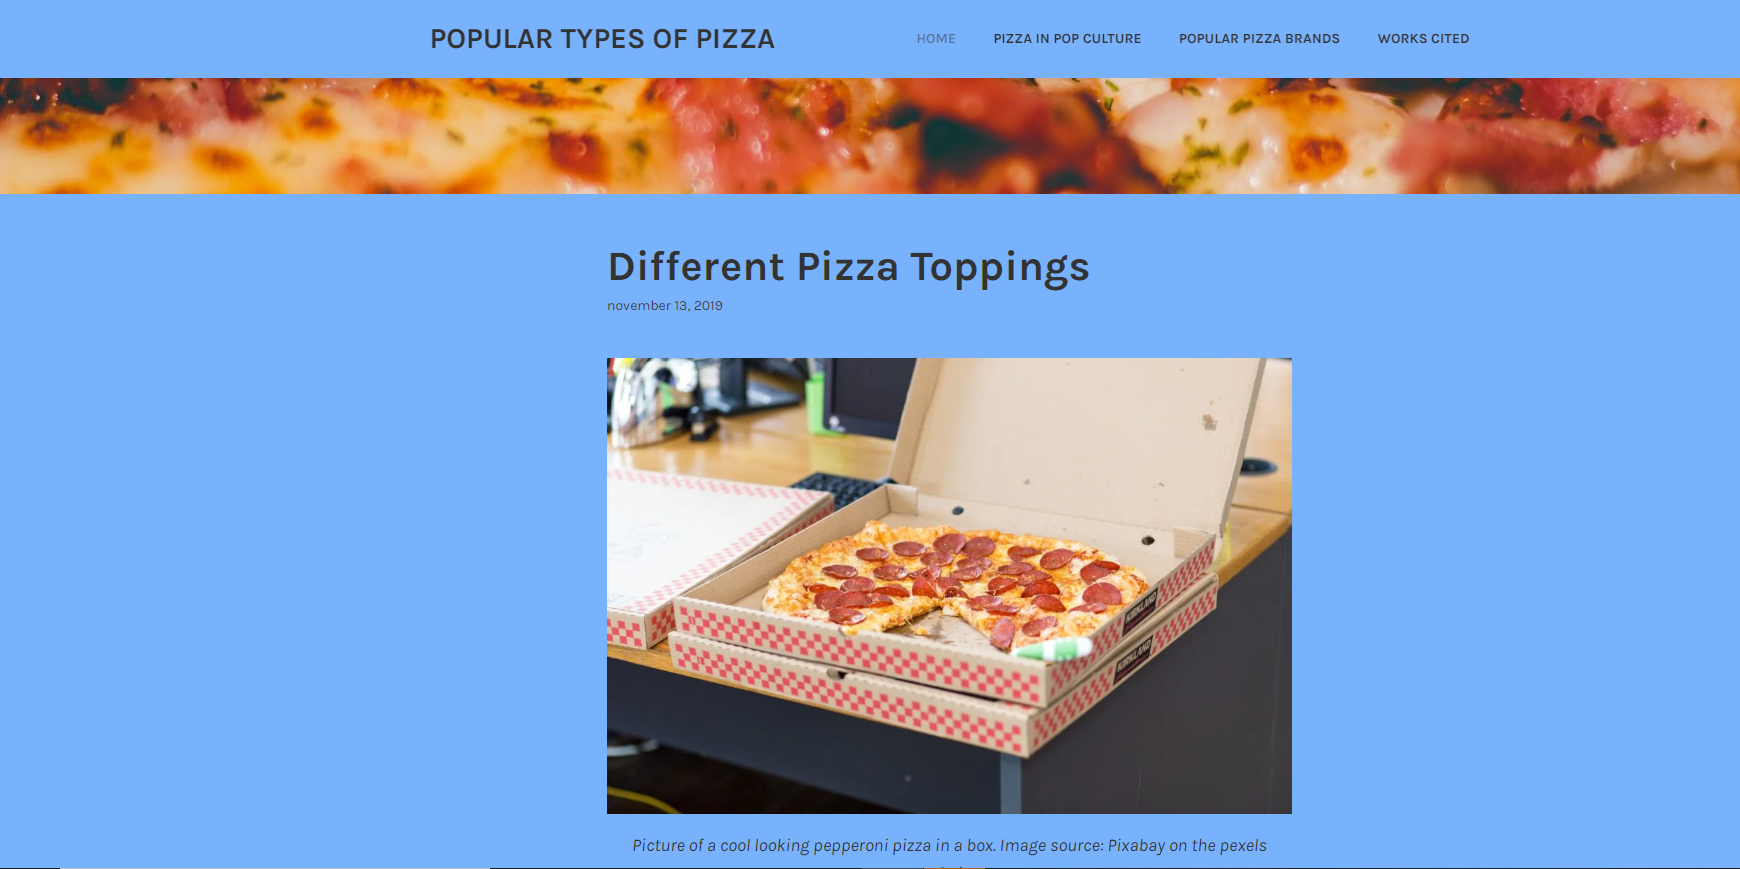 POPULAR TYPES OF PIZZA
HOME PIZZA IN POP CULTURE POPULAR PIZZA BRANDS WORKS CITED
Different Pizza Toppings
november 13, 2019
KIRKLAND
KIRKLAND
Picture of a cool looking pepperoni pizza in a box. Image source: Pixabay on the pexels